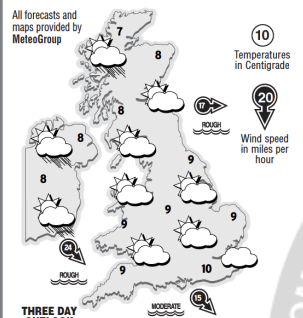 All forecasts and
maps provided by
MeteoGroup
10
Temperatures
in Centigrade
20
Wind speed
in miles per
hour
7
8
8
17
ROUGH
8
8
9
9
9
9
24
ROUGH
9
10
MODERATE
15
THREE DAY